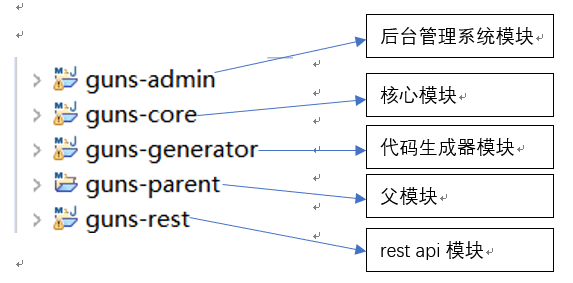 guns-admin
后台管理系统模块
guns-core
核心模块
guns-generator
代码生成器模块
guns-parent
父模块
guns-rest
rest api 模块